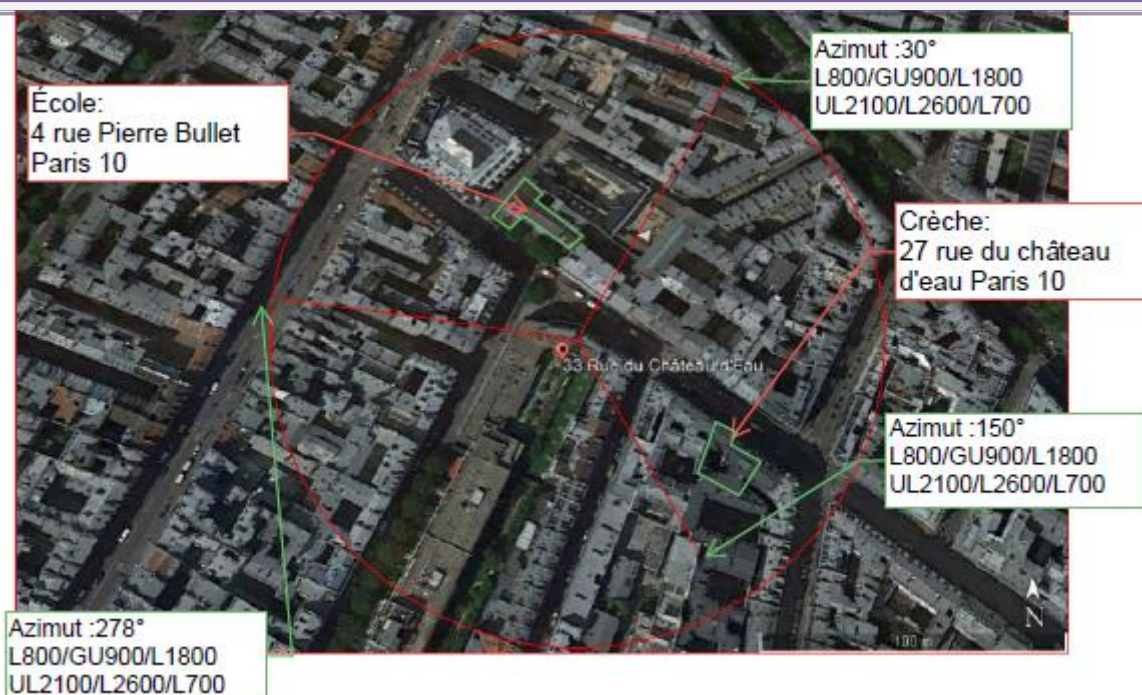 Azimut :30°
L800/GU900/L1800
UL2100/L2600/L700
École:
4 rue Pierre Bullet
Paris 10
Crèche:
27 rue du château
d'eau Paris 10
33 Rue du Château d'Eau
Azimut :150°
L800/GU900/L1800
UL2100/L2600/L700
N
100 m
Azimut :278°
L800/GU900/L1800
UL2100/L2600/L700